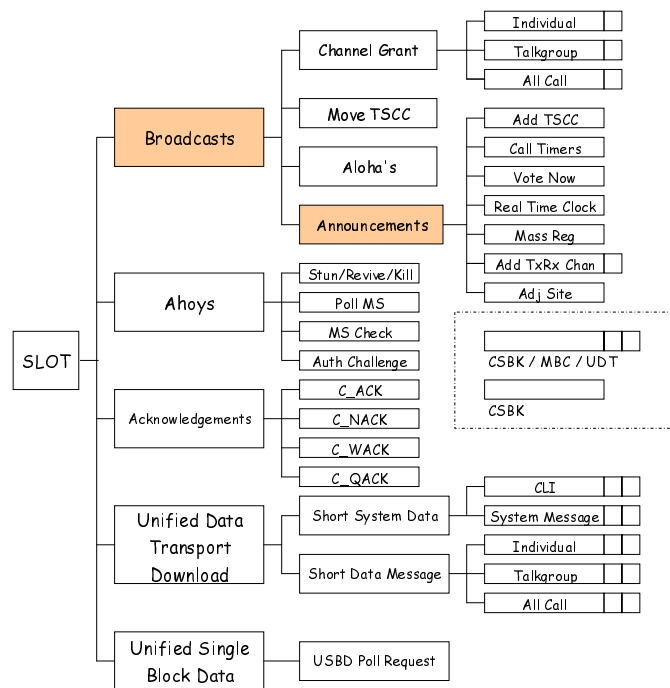 SLOT
Broadcasts
Channel Grant
Individual
Talkgroup
All Call
Move TSCC
Aloha's
Announcements
Add TSCC
Call Timers
Vote Now
Real Time Clock
Mass Reg
Add TxRx Chan
Adj Site
Ahoys
Stun/Revive/Kill
Poll MS
MS Check
Auth Challenge
Acknowledgements
C_ACK
C_NACK
C_WACK
C_QACK
Unified Data
Transport
Download
Short System Data
CLI
System Message
Short Data Message
Individual
Talkgroup
All Call
Unified Single
Block Data
USBD Poll Request
CSBK / MBC / UDT
CSBK